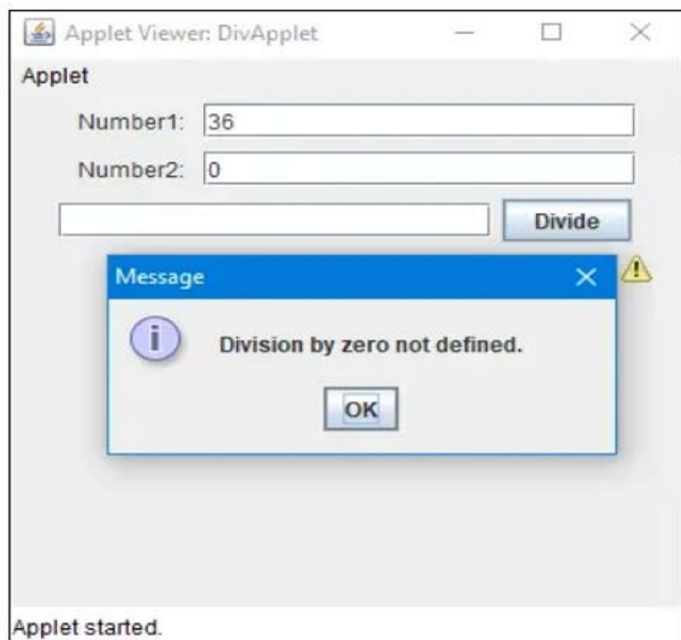 Applet Viewer: DivApplet
Applet
Number1: 36
Number2: 0
Divide
Message
Division by zero not defined.
OK
Applet started.